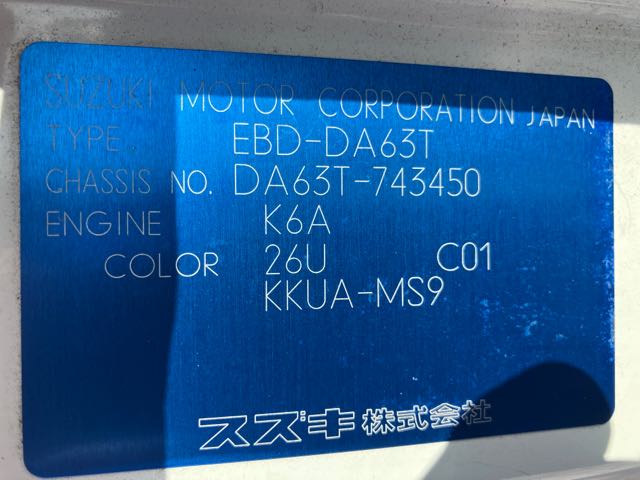 SUZUKI MOTOR CORPORATION JAPAN
TYPE EBD-DA63T
CHASSIS NO. DA63T-743450
ENGINE K6A
COLOR 26U C01
KKUA-MS9
スズキ株式会社